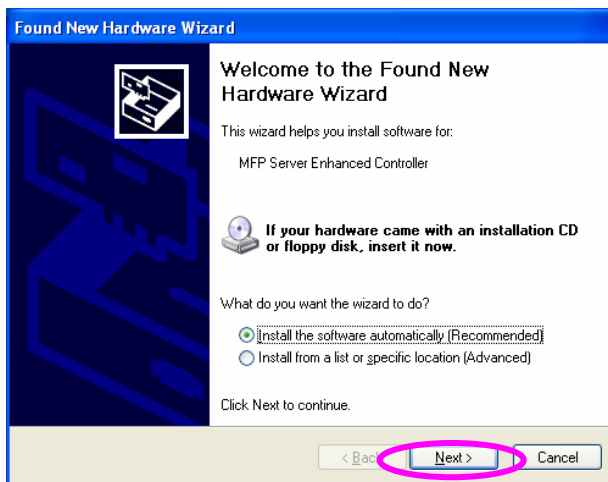 Found New Hardware Wizard
Welcome to the Found New
Hardware Wizard
This wizard helps you install software for:
MFP Server Enhanced Controller
If your hardware came with an installation CD
or floppy disk, insert it now.
What do you want the wizard to do?
Install the software automatically (Recommended)
Install from a list or specific location (Advanced)
Click Next to continue.
< Back Next > Cancel